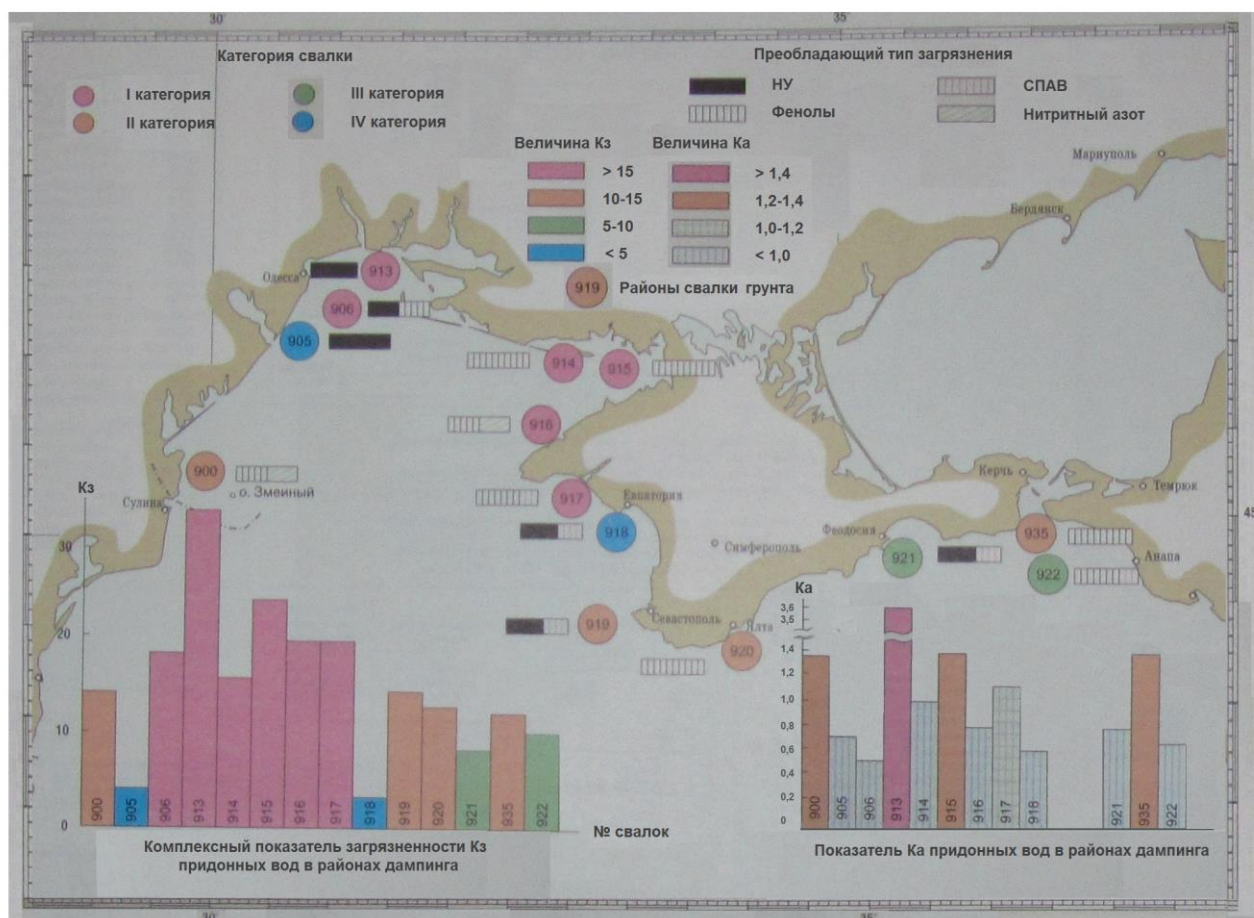 30°
35°
Категория свалки
I категория
II категория
III категория
IV категория
Преобладающий тип загрязнения
НУ
Фенолы
СПАВ
Нитритный азот
Величина Кз
> 15
10-15
5-10
< 5
Величина Ка
> 1,4
1,2-1,4
1,0-1,2
< 1,0
919 Районы свалки грунта
Мариуполь
Бердянск
Одесса
913
906
905
914
915
916
900
о. Змеиный
Сулина
917
Евпатория
918
Симферополь
Керчь
Темрюк
45
Феодосия
921
935
922
Анапа
919
Севастополь
Ялта
920
Кз
30
20
10
0
900
905
906
913
914
915
916
917
918
919
920
921
935
922
№ свалок
Комплексный показатель загрязненности Кз
придонных вод в районах дампинга
Ка
3,6
3,5
1,4
1,2
1,0
0,8
0,6
0,4
0,2
0
900
905
906
913
914
915
916
917
918
921
935
922
Показатель Ка придонных вод в районах дампинга
30°
35°